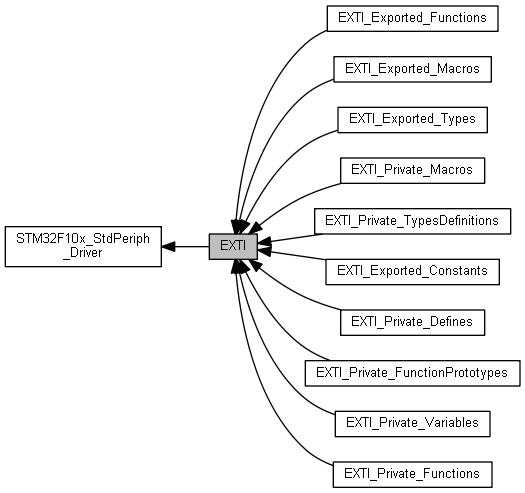 EXTI_Exported_Functions
EXTI_Exported_Macros
EXTI_Exported_Types
EXTI_Private_Macros
EXTI_Private_TypesDefinitions
STM32F10x_StdPeriph
_Driver
EXTI
EXTI_Exported_Constants
EXTI_Private_Defines
EXTI_Private_FunctionPrototypes
EXTI_Private_Variables
EXTI_Private_Functions